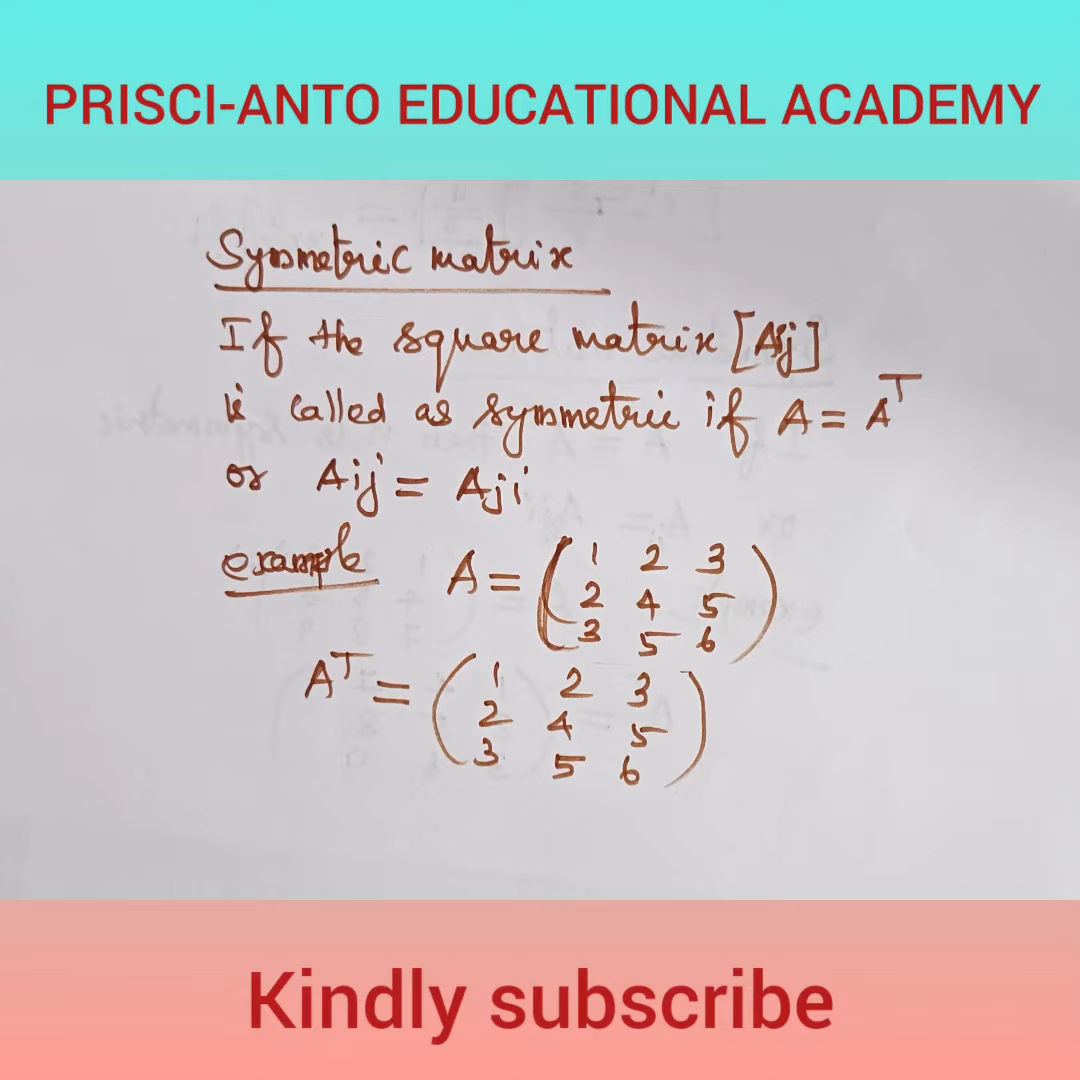 PRISCI-ANTO EDUCATIONAL ACADEMY
Symmetric matrix
If the square matrix [Aij]
is called as symmetric if A = A^T
or Aij = Aji
example A = ( 1 2 3
2 4 5
3 5 6 )
A^T = ( 1 2 3
2 4 5
3 5 6 )
Kindly subscribe